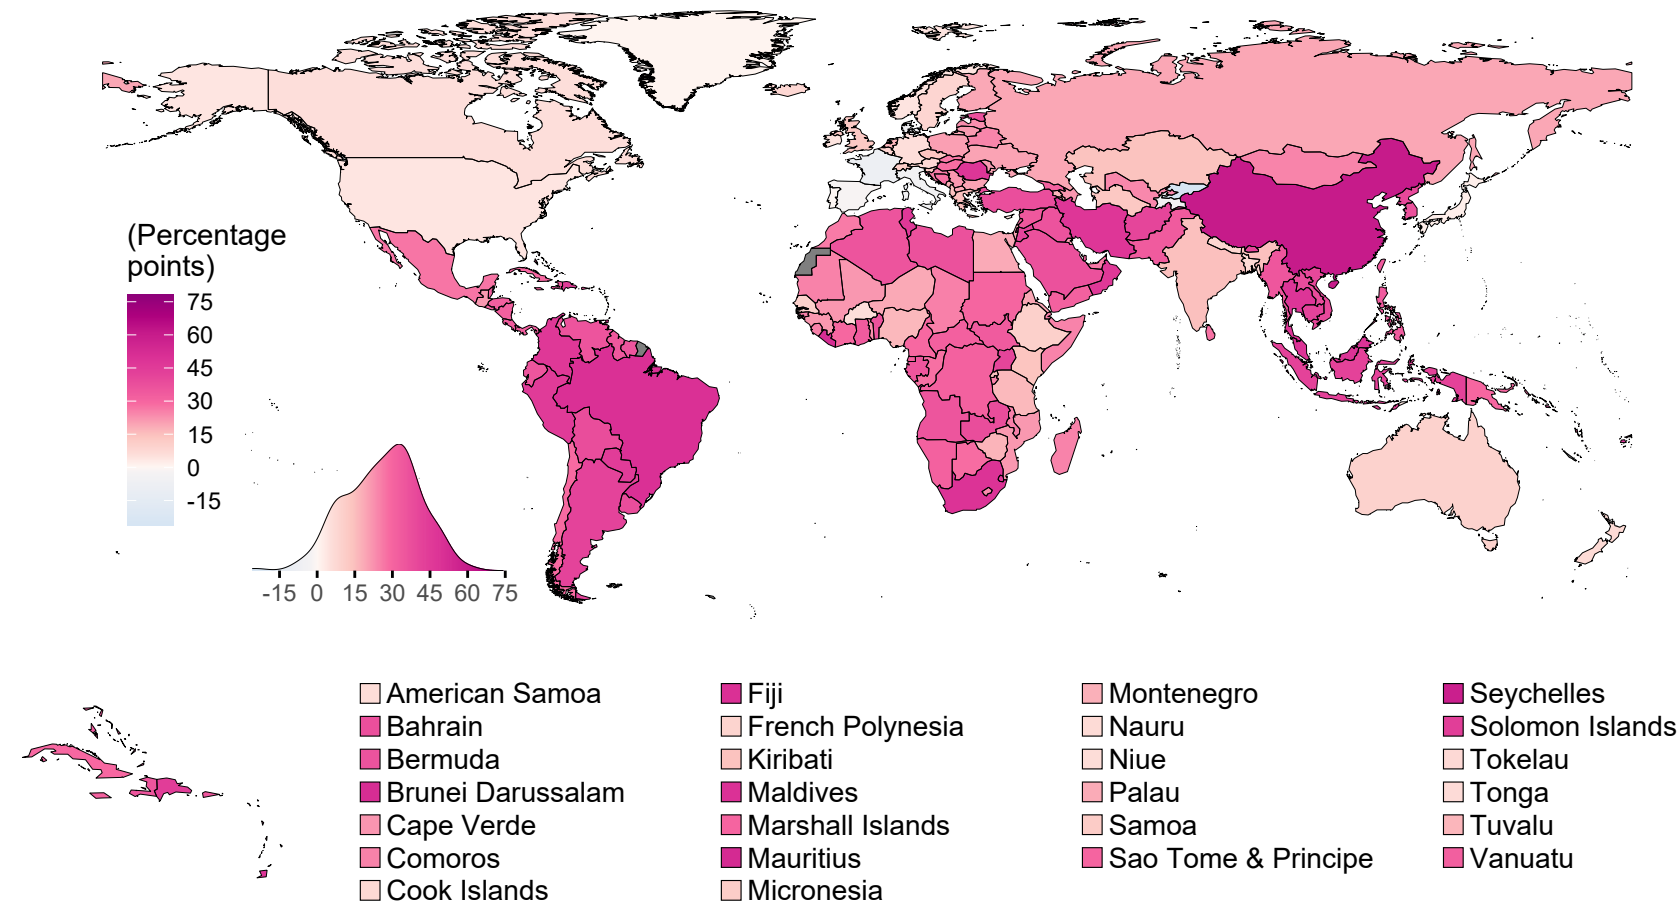 (Percentage
points)
75
60
45
30
15
0
-15
-15 0 15 30 45 60 75
American Samoa
Bahrain
Bermuda
Brunei Darussalam
Cape Verde
Comoros
Cook Islands
Fiji
French Polynesia
Kiribati
Maldives
Marshall Islands
Mauritius
Micronesia
Montenegro
Nauru
Niue
Palau
Samoa
Sao Tome & Principe
Seychelles
Solomon Islands
Tokelau
Tonga
Tuvalu
Vanuatu